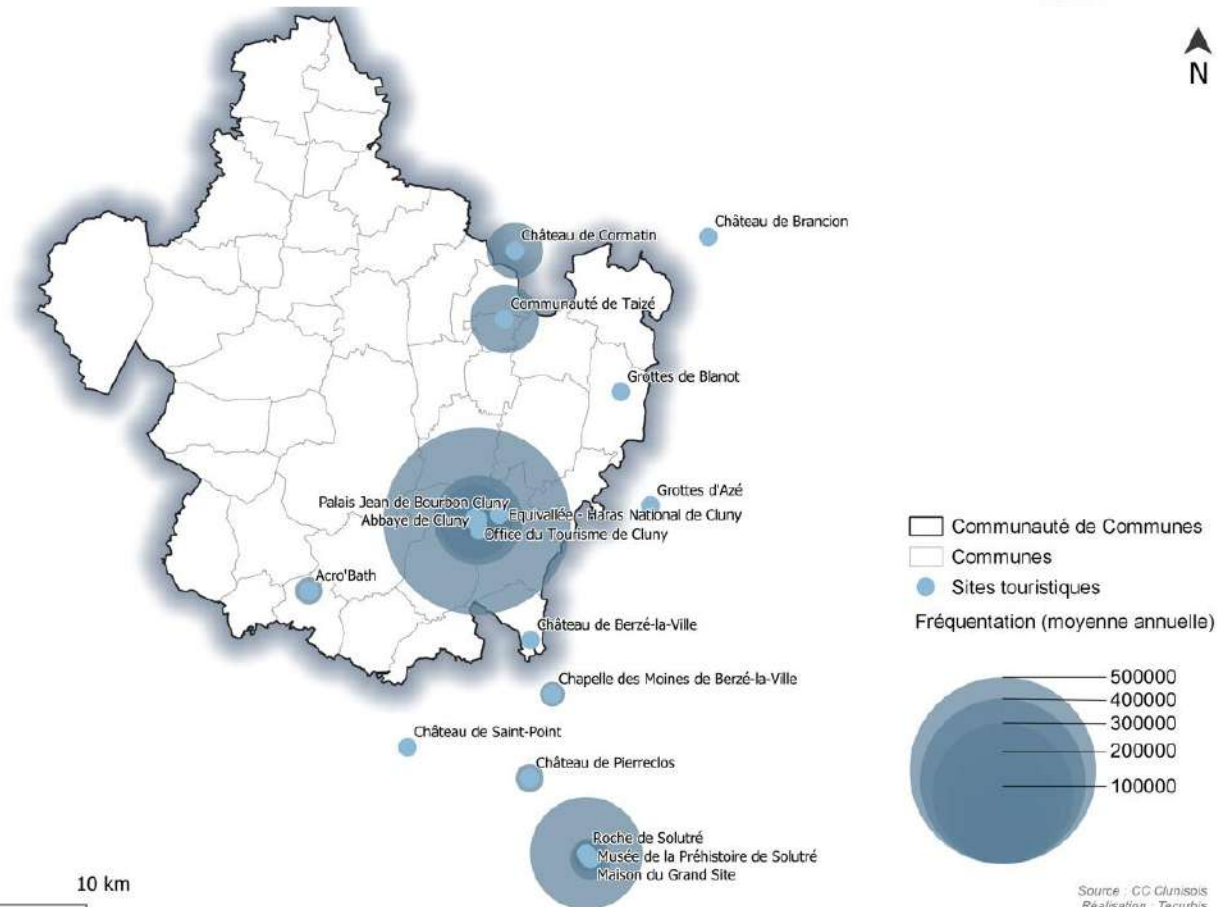 N
Château de Brancion
Château de Cormatin
Communauté de Taizé
Grottes de Blanot
Grottes d'Azé
Palais Jean de Bourbon Cluny
Equivallée - Haras National de Cluny
Abbaye de Cluny
Office du Tourisme de Cluny
Acro'Bath
Château de Berzé-la-Ville
Chapelle des Moines de Berzé-la-Ville
Château de Saint-Point
Château de Pierreclos
Roche de Solutré
Musée de la Préhistoire de Solutré
Maison du Grand Site
10 km
Communauté de Communes
Communes
Sites touristiques
Fréquentation (moyenne annuelle)
500000
400000
300000
200000
100000
Source : CC Clunisois
Réalisation : Tecurbis